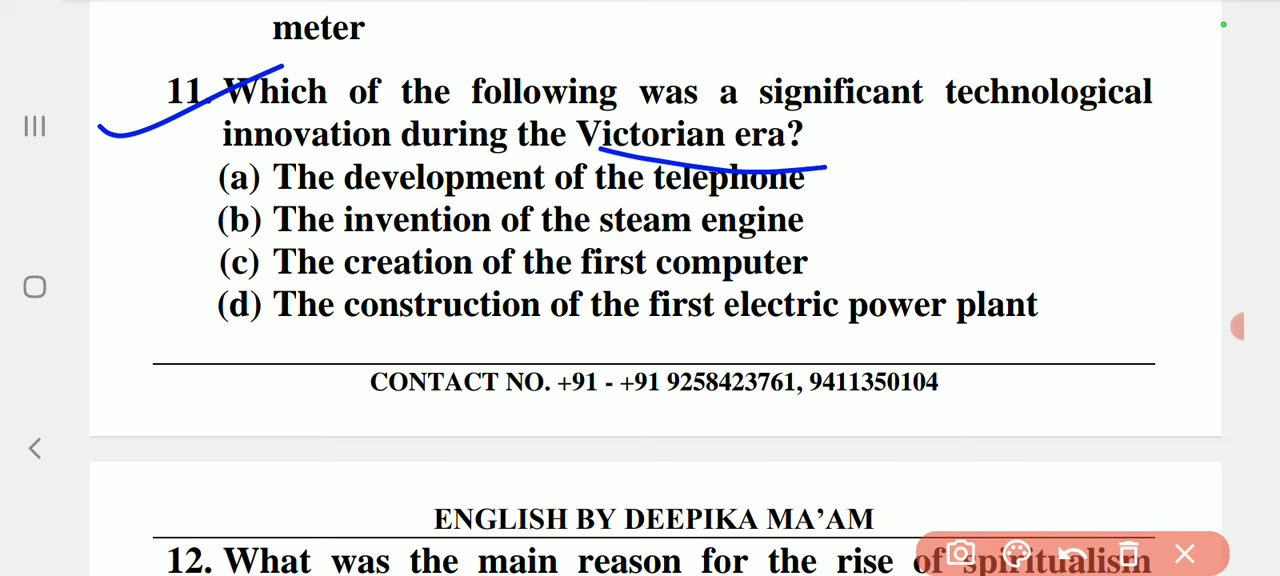 meter
11. Which of the following was a significant technological
innovation during the Victorian era?
(a) The development of the telephone
(b) The invention of the steam engine
(c) The creation of the first computer
(d) The construction of the first electric power plant
CONTACT NO. +91 - +91 9258423761, 9411350104
ENGLISH BY DEEPIKA MA’AM
12. What was the main reason for the rise of spiritualism